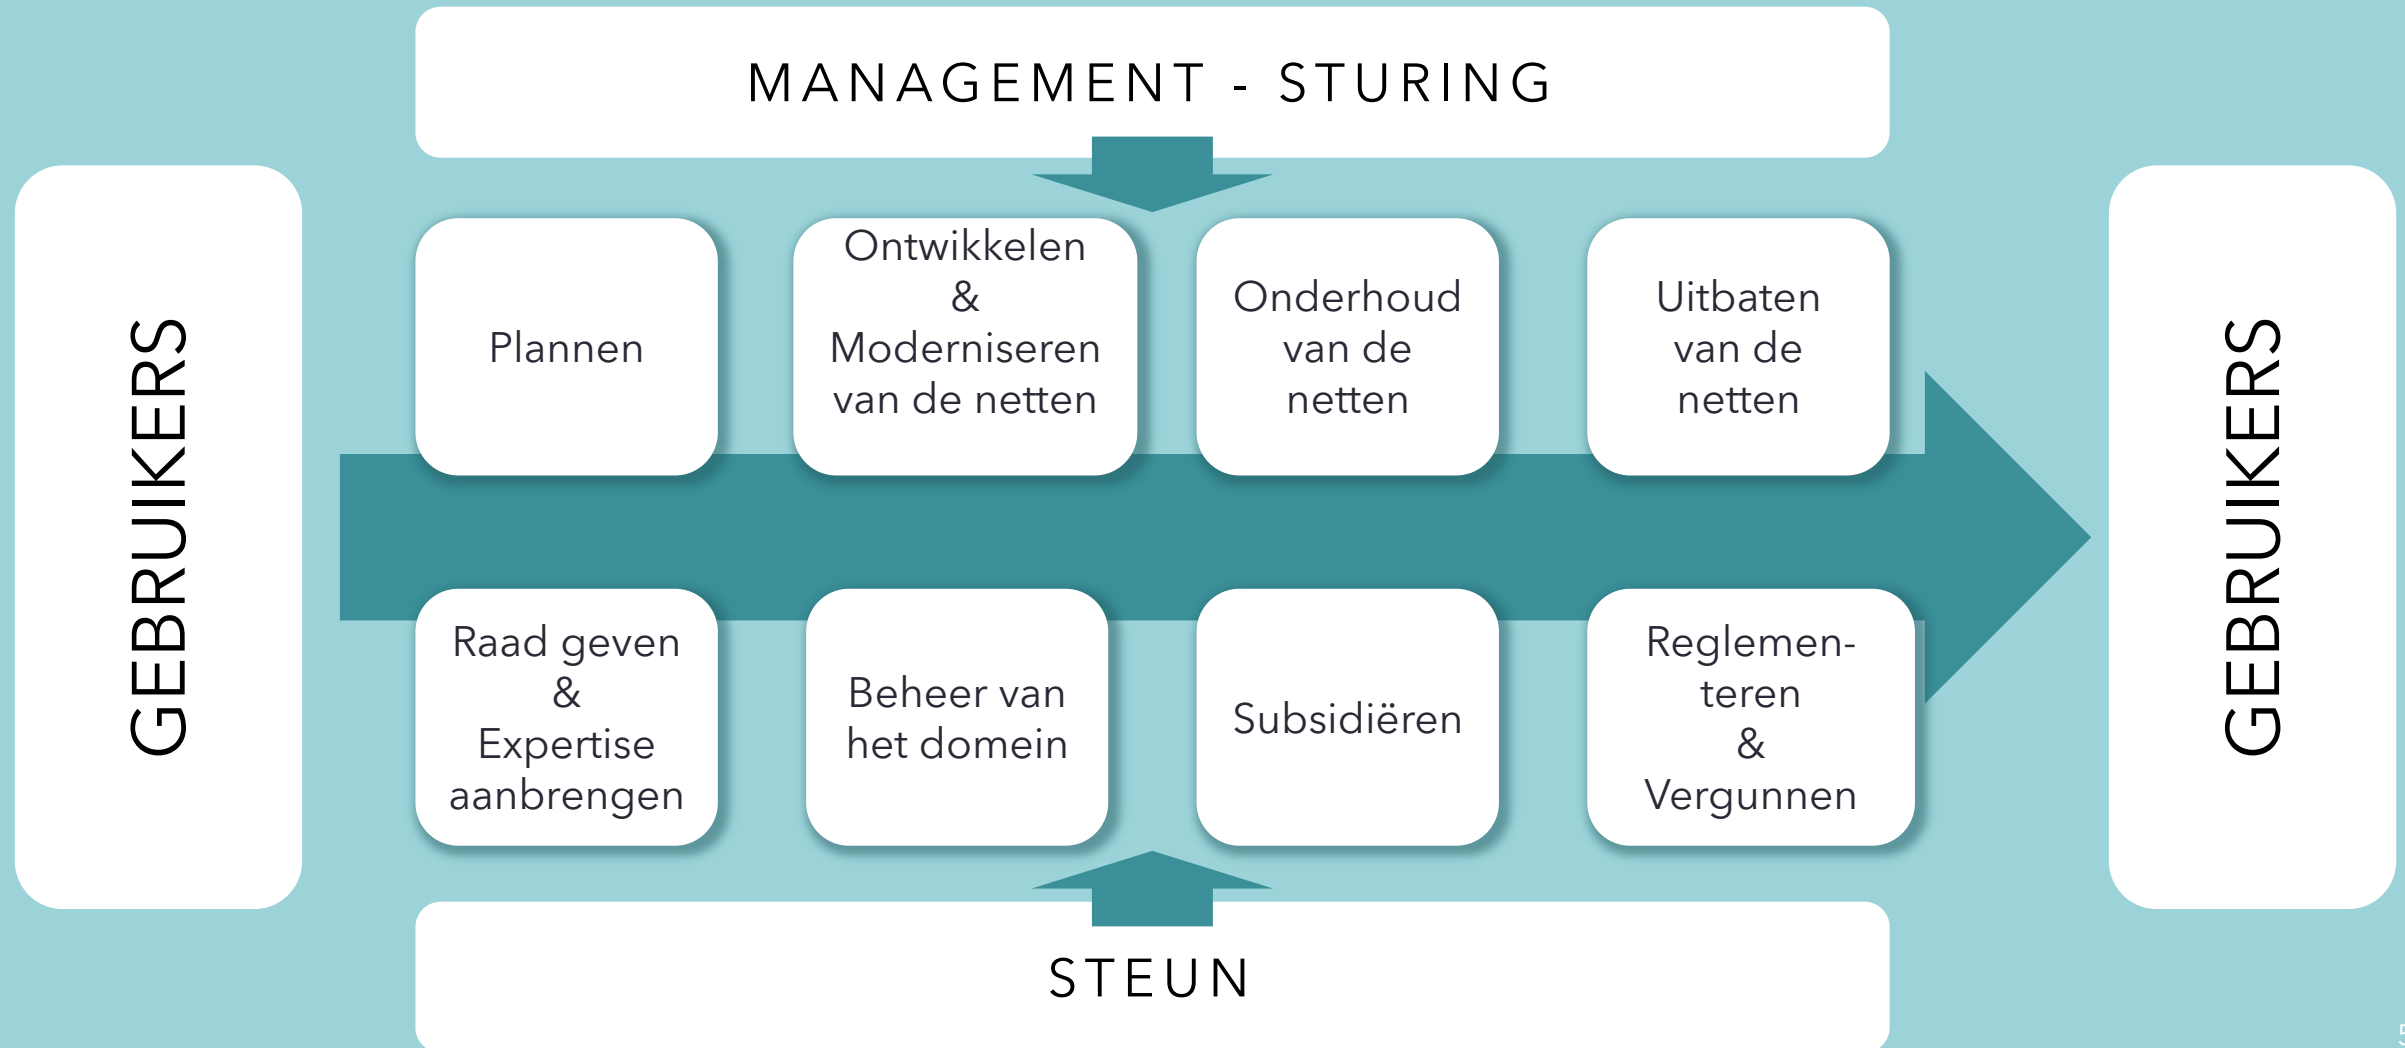 MANAGEMENT - STURING
GEBRUIKERS
Plannen
Ontwikkelen
&
Moderniseren
van de netten
Onderhoud
van de
netten
Uitbaten
van de
netten
Raad geven
&
Expertise
aanbrengen
Beheer van
het domein
Subsidiëren
Reglemen-
teren
&
Vergunnen
GEBRUIKERS
STEUN